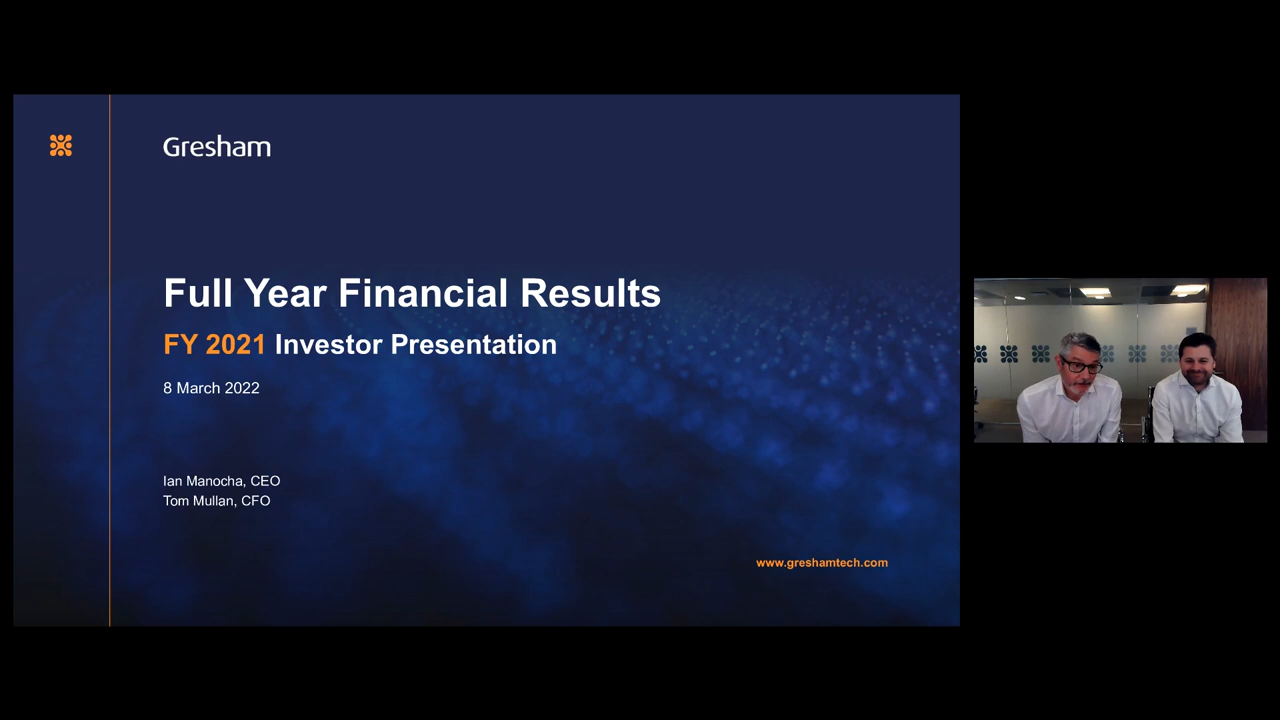 Gresham
Full Year Financial Results
FY 2021 Investor Presentation
8 March 2022
Ian Manocha, CEO
Tom Mullan, CFO
www.greshamtech.com